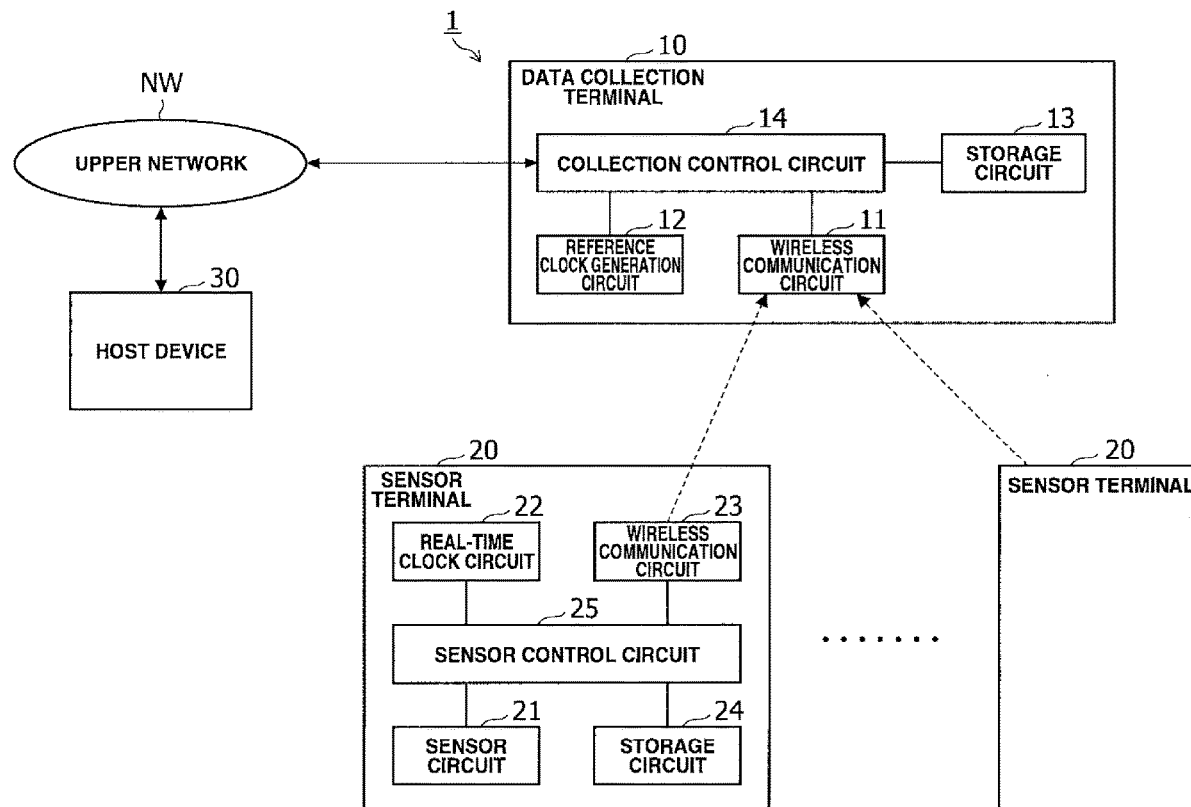 1
10
NW
DATA COLLECTION
TERMINAL
14
13
UPPER NETWORK
COLLECTION CONTROL CIRCUIT
STORAGE
CIRCUIT
12
11
30
REFERENCE
CLOCK GENERATION
CIRCUIT
WIRELESS
COMMUNICATION
CIRCUIT
HOST DEVICE
20
SENSOR
TERMINAL
22
23
REAL-TIME
CLOCK CIRCUIT
WIRELESS
COMMUNICATION
CIRCUIT
25
SENSOR CONTROL CIRCUIT
21
24
SENSOR
CIRCUIT
STORAGE
CIRCUIT
20
SENSOR TERMINAL